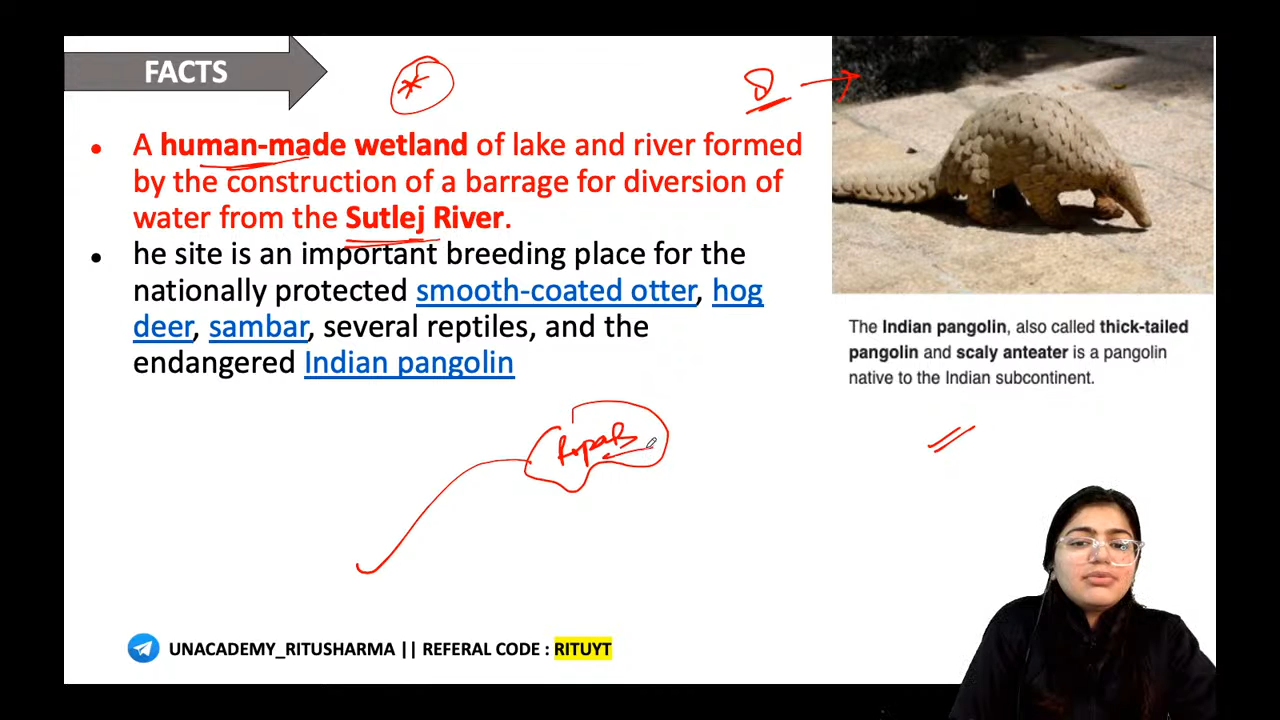 FACTS
A human-made wetland of lake and river formed
by the construction of a barrage for diversion of
water from the Sutlej River.
he site is an important breeding place for the
nationally protected smooth-coated otter, hog
deer, sambar, several reptiles, and the
endangered Indian pangolin
The Indian pangolin, also called thick-tailed
pangolin and scaly anteater is a pangolin
native to the Indian subcontinent.
RopaR
UNACADEMY_RITUSHARMA || REFERAL CODE : RITUYT